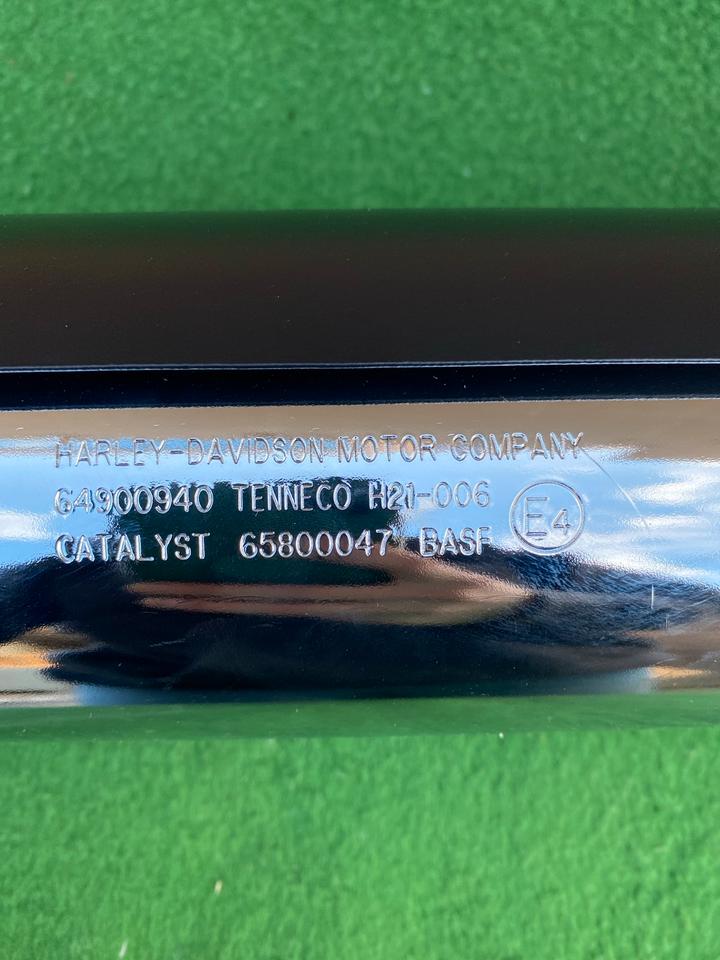 HARLEY-DAVIDSON MOTOR COMPANY
64900940 TENNECO H21-006
CATALYST 65800047 BASF E4